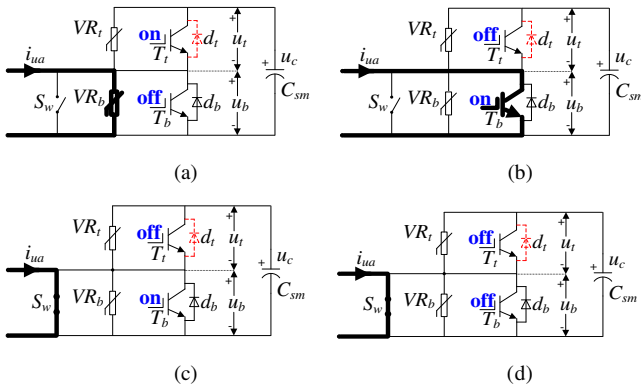 VRt on Tt dt ut uc
iua
Sw VRb off Tb db ub Csm
(a)
VRt off Tt dt ut uc
iua
Sw VRb on Tb db ub Csm
(b)
VRt off Tt dt ut uc
iua
Sw VRb on Tb db ub Csm
(c)
VRt off Tt dt ut uc
iua
Sw VRb off Tb db ub Csm
(d)